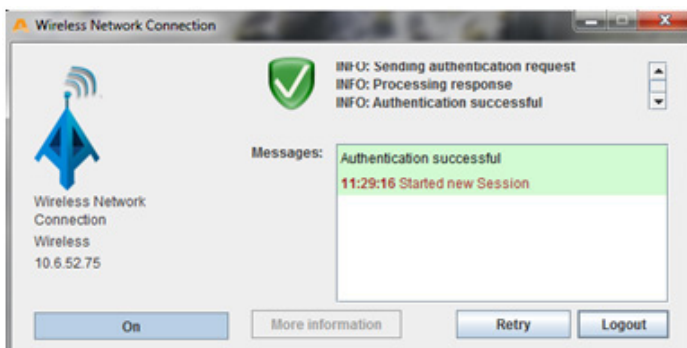 Wireless Network Connection
INFO: Sending authentication request
INFO: Processing response
INFO: Authentication successful
Messages:
Authentication successful
11:29:16 Started new Session
Wireless Network
Connection
Wireless
10.6.52.75
On
More information
Retry
Logout